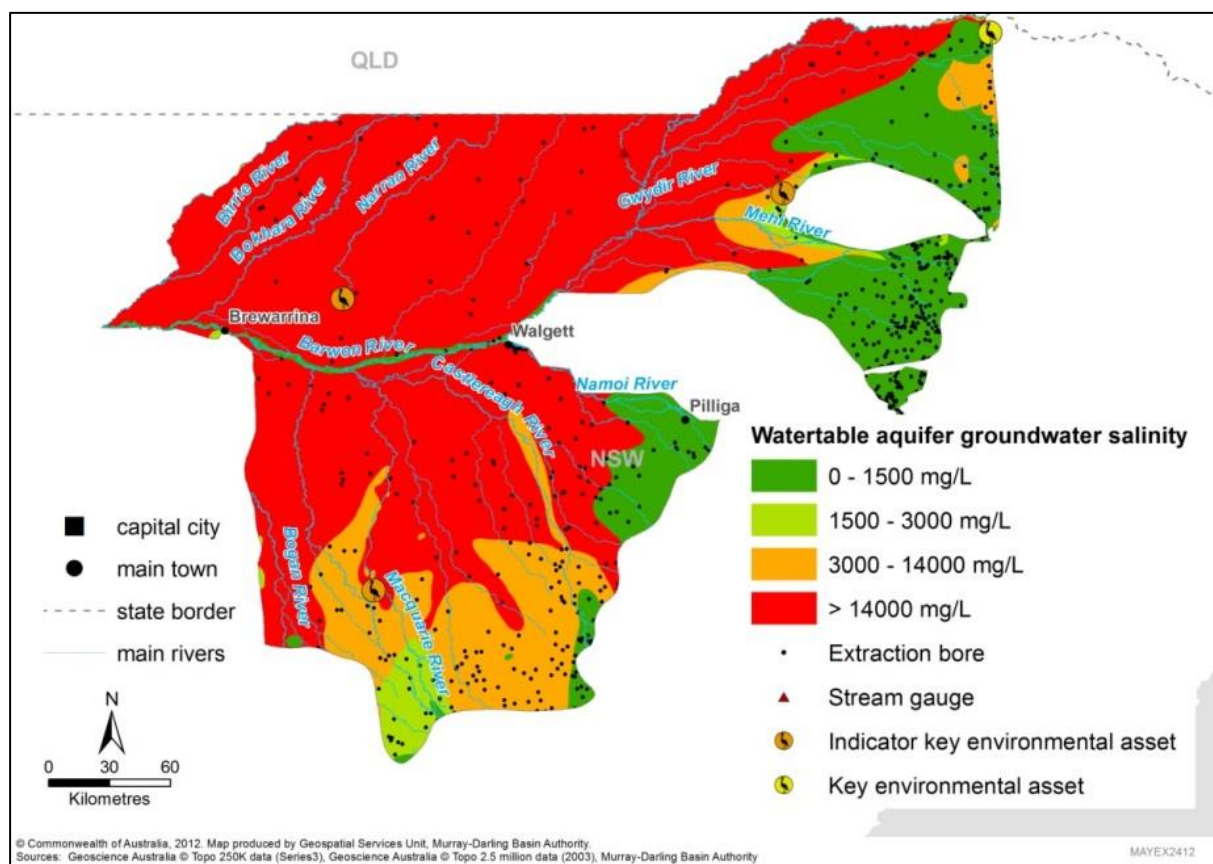 QLD
Birrie River
Bokhara River
Narran River
Gwydir River
Mehi River
Brewarrina
Barwon River
Walgett
Castlereagh River
Namoi River
Pilliga
NSW
Bogan River
Macquarie River
Watertable aquifer groundwater salinity
0 - 1500 mg/L
1500 - 3000 mg/L
3000 - 14000 mg/L
> 14000 mg/L
Extraction bore
Stream gauge
Indicator key environmental asset
Key environmental asset
capital city
main town
state border
main rivers
N
0 30 60
Kilometres
© Commonwealth of Australia, 2012. Map produced by Geospatial Services Unit, Murray-Darling Basin Authority.
Sources: Geoscience Australia © Topo 250K data (Series3), Geoscience Australia © Topo 2.5 million data (2003), Murray-Darling Basin Authority
MAYEX2412